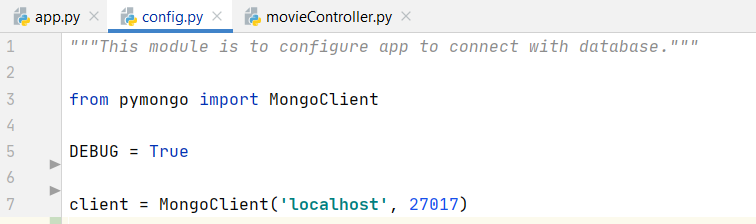 app.py config.py movieController.py
1 """This module is to configure app to connect with database."""
2
3 from pymongo import MongoClient
4
5 DEBUG = True
6
7 client = MongoClient('localhost', 27017)